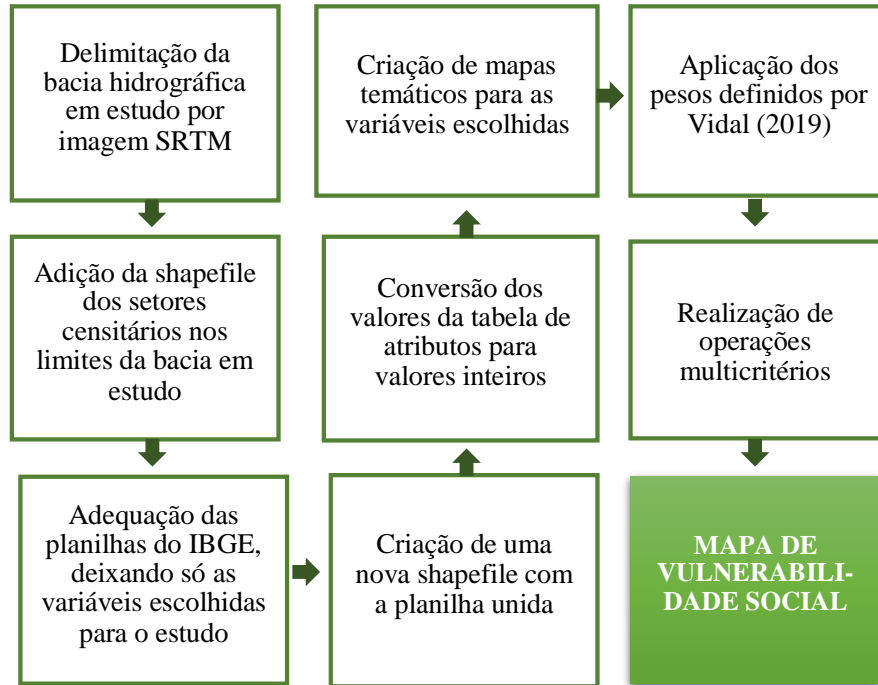 Delimitação da
bacia hidrográfica
em estudo por
imagem SRTM
Adição da shapefile
dos setores
censitários nos
limites da bacia em
estudo
Adequação das
planilhas do IBGE,
deixando só as
variáveis escolhidas
para o estudo
Criação de uma
nova shapefile com
a planilha unida
Conversão dos
valores da tabela de
atributos para
valores inteiros
Criação de mapas
temáticos para as
variáveis escolhidas
Aplicação dos
pesos definidos por
Vidal (2019)
Realização de
operações
multicritérios
MAPA DE
VULNERABILI-
DADE SOCIAL